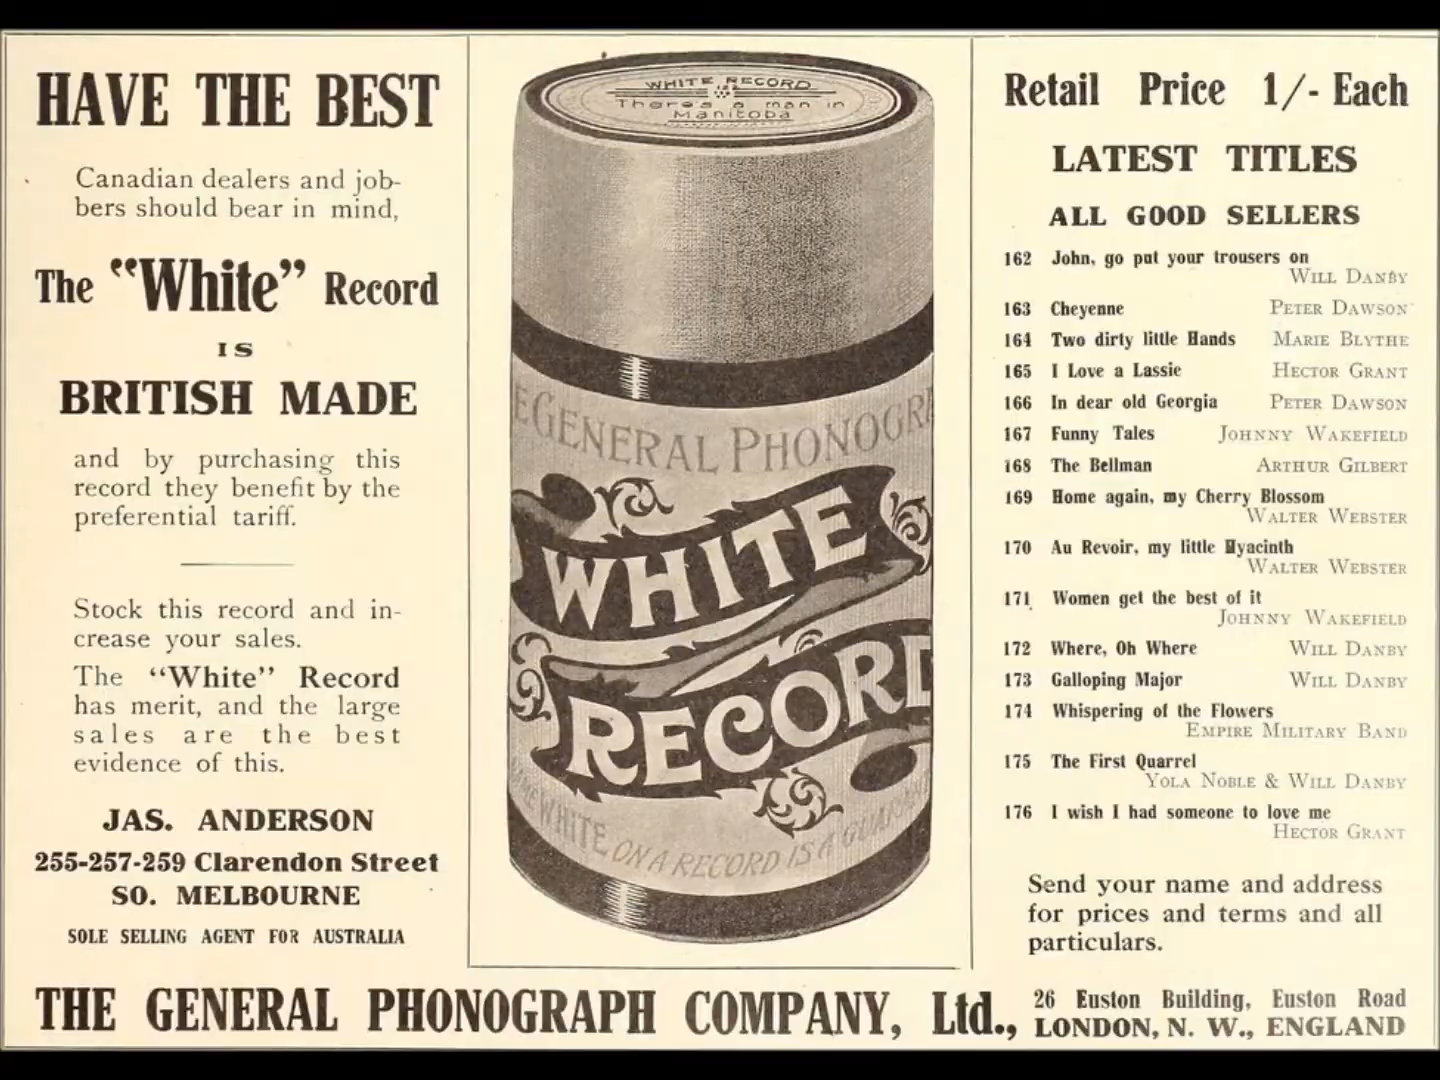 HAVE THE BEST
Canadian dealers and job-
bers should bear in mind,
The "White" Record
IS
BRITISH MADE
and by purchasing this
record they benefit by the
preferential tariff.
Stock this record and in-
crease your sales.
The "White" Record
has merit, and the large
sales are the best
evidence of this.
JAS. ANDERSON
255-257-259 Clarendon Street
SO. MELBOURNE
SOLE SELLING AGENT FOR AUSTRALIA
WHITE RECORD
There's a man in
Manitoba
GENERAL PHONOGRA
WHITE
RECORD
WHITE ON A RECORD IS A GUARANT
Retail Price 1/- Each
LATEST TITLES
ALL GOOD SELLERS
162 John, go put your trousers on
WILL DANBY
163 Cheyenne PETER DAWSON
164 Two dirty little Hands MARIE BLYTHE
165 I Love a Lassie HECTOR GRANT
166 In dear old Georgia PETER DAWSON
167 Funny Tales JOHNNY WAKEFIELD
168 The Bellman ARTHUR GILBERT
169 Home again, my Cherry Blossom
WALTER WEBSTER
170 Au Revoir, my little Hyacinth
WALTER WEBSTER
171 Women get the best of it
JOHNNY WAKEFIELD
172 Where, Oh Where WILL DANBY
173 Galloping Major WILL DANBY
174 Whispering of the Flowers
EMPIRE MILITARY BAND
175 The First Quarrel
YOLA NOBLE & WILL DANBY
176 I wish I had someone to love me
HECTOR GRANT
Send your name and address
for prices and terms and all
particulars.
THE GENERAL PHONOGRAPH COMPANY, Ltd.,
26 Euston Building, Euston Road
LONDON, N. W., ENGLAND